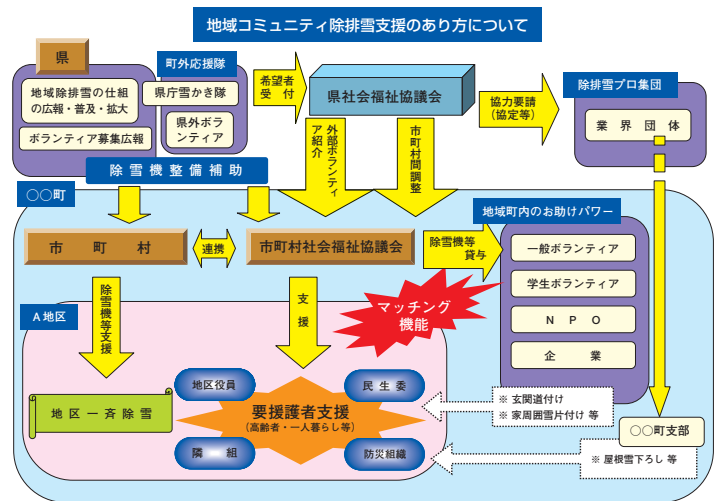 地域コミュニティ除排雪支援のあり方について
県
地域除排雪の仕組
の広報・普及・拡大
ボランティア募集広報
町外応援隊
県庁雪かき隊
県外ボラ
ンティア
希望者
受 付
県社会福祉協議会
協力要請
（協定等）
除排雪プロ集団
業 界 団 体
除 雪 機 整 備 補 助
外部ボランティ
ア紹介
市町村間調整
○○町
市 町 村
連携
市町村社会福祉協議会
除雪機等
貸与
地域町内のお助けパワー
一般ボランティア
学生ボランティア
N P O
企 業
除雪機等支援
支 援
マッチング
機能
A地区
地区一斉除雪
地区役員
民 生 委
要援護者支援
（高齢者・一人暮らし等）
隣 組
防災組織
※ 玄関道付け
※ 家周囲雪片付け 等
○○町支部
※ 屋根雪下ろし 等